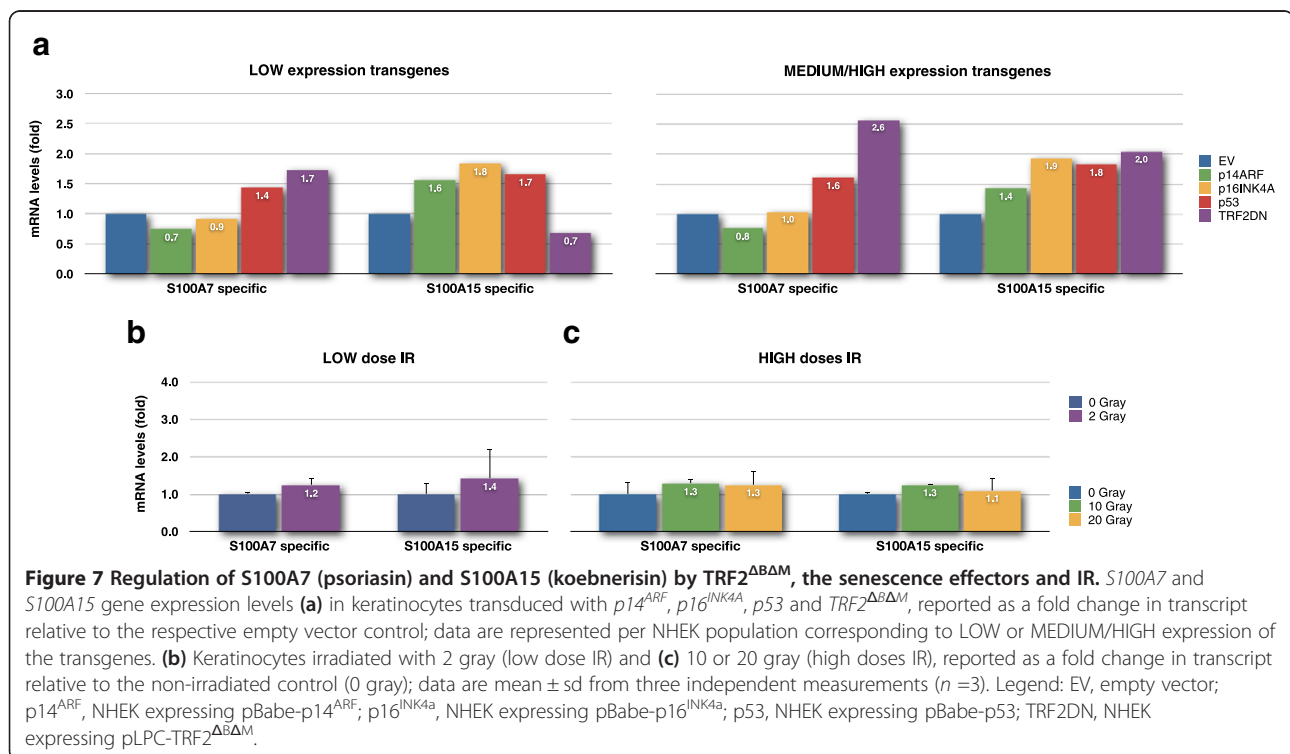 a
LOW expression transgenes
MEDIUM/HIGH expression transgenes
mRNA levels (fold)
3.0
2.5
2.0
1.5
1.0
0.5
0.0
0.7
0.9
1.4
1.7
1.6
1.8
1.7
0.7
0.8
1.0
1.6
2.6
1.4
1.9
1.8
2.0
S100A7 specific
S100A15 specific
S100A7 specific
S100A15 specific
EV
p14ARF
p16INK4A
p53
TRF2DN
b
c
LOW dose IR
HIGH doses IR
mRNA levels (fold)
4.0
3.0
2.0
1.0
0.0
1.2
1.4
1.3
1.3
1.3
1.1
S100A7 specific
S100A15 specific
S100A7 specific
S100A15 specific
0 Gray
2 Gray
0 Gray
10 Gray
20 Gray
Figure 7 Regulation of S100A7 (psoriasin) and S100A15 (koebnerisin) by TRF2ΔBΔM, the senescence effectors and IR. S100A7 and
S100A15 gene expression levels (a) in keratinocytes transduced with p14ARF, p16INK4A, p53 and TRF2ΔBΔM, reported as a fold change in transcript
relative to the respective empty vector control; data are represented per NHEK population corresponding to LOW or MEDIUM/HIGH expression of
the transgenes. (b) Keratinocytes irradiated with 2 gray (low dose IR) and (c) 10 or 20 gray (high doses IR), reported as a fold change in transcript
relative to the non-irradiated control (0 gray); data are mean ± sd from three independent measurements (n =3). Legend: EV, empty vector;
p14ARF, NHEK expressing pBabe-p14ARF; p16INK4a, NHEK expressing pBabe-p16INK4a; p53, NHEK expressing pBabe-p53; TRF2DN, NHEK
expressing pLPC-TRF2ΔBΔM.